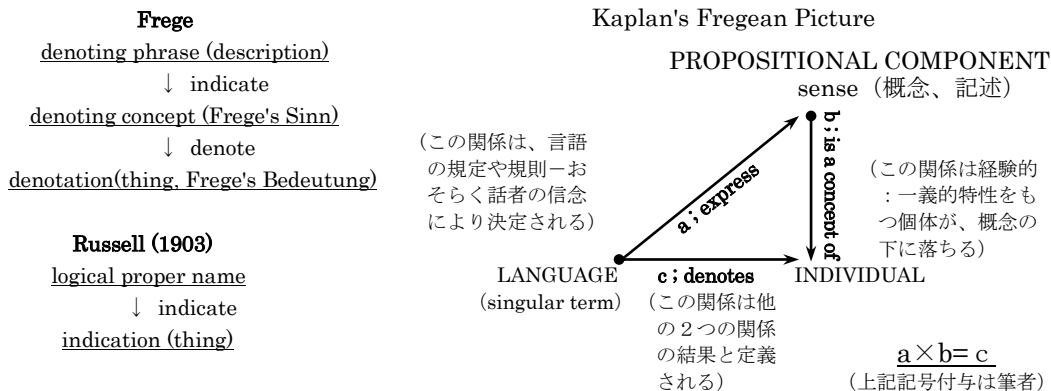 Frege
denoting phrase (description)
↓ indicate
denoting concept (Frege's Sinn)
↓ denote
denotation(thing, Frege's Bedeutung)
Russell (1903)
logical proper name
↓ indicate
indication (thing)
Kaplan's Fregean Picture
PROPOSITIONAL COMPONENT
sense（概念、記述）
（この関係は、言語
の規定や規則－お
そらく話者の信念
により決定される）
a ; express
b ; is a concept of
（この関係は経験的
：一義的特性をも
つ個体が、概念の
下に落ちる）
LANGUAGE
(singular term)
c ; denotes
INDIVIDUAL
（この関係は他
の２つの関係
の結果と定義
される）
a×b=ｃ
（上記記号付与は筆者）